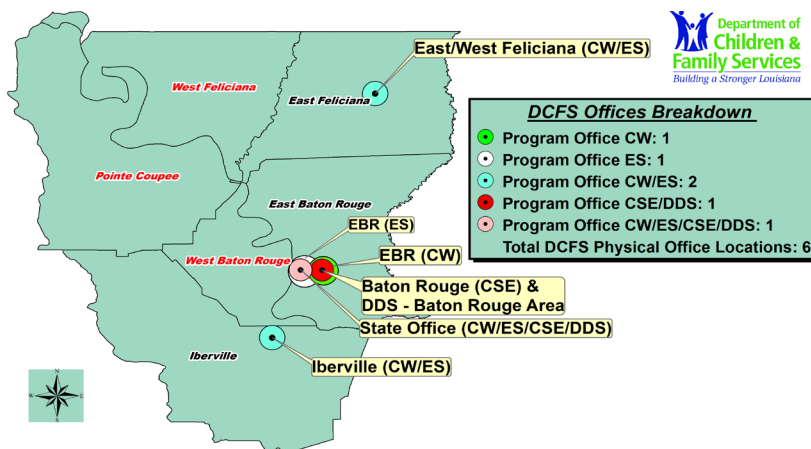 Department of
Children &
Family Services
Building a Stronger Louisiana
East/West Feliciana (CW/ES)
West Feliciana
East Feliciana
DCFS Offices Breakdown
Program Office CW: 1
Program Office ES: 1
Program Office CW/ES: 2
Program Office CSE/DDS: 1
Program Office CW/ES/CSE/DDS: 1
Total DCFS Physical Office Locations: 6
Pointe Coupee
East Baton Rouge
EBR (ES)
EBR (CW)
West Baton Rouge
Baton Rouge (CSE) &
DDS - Baton Rouge Area
State Office (CW/ES/CSE/DDS)
Iberville
Iberville (CW/ES)
N
W
E
S